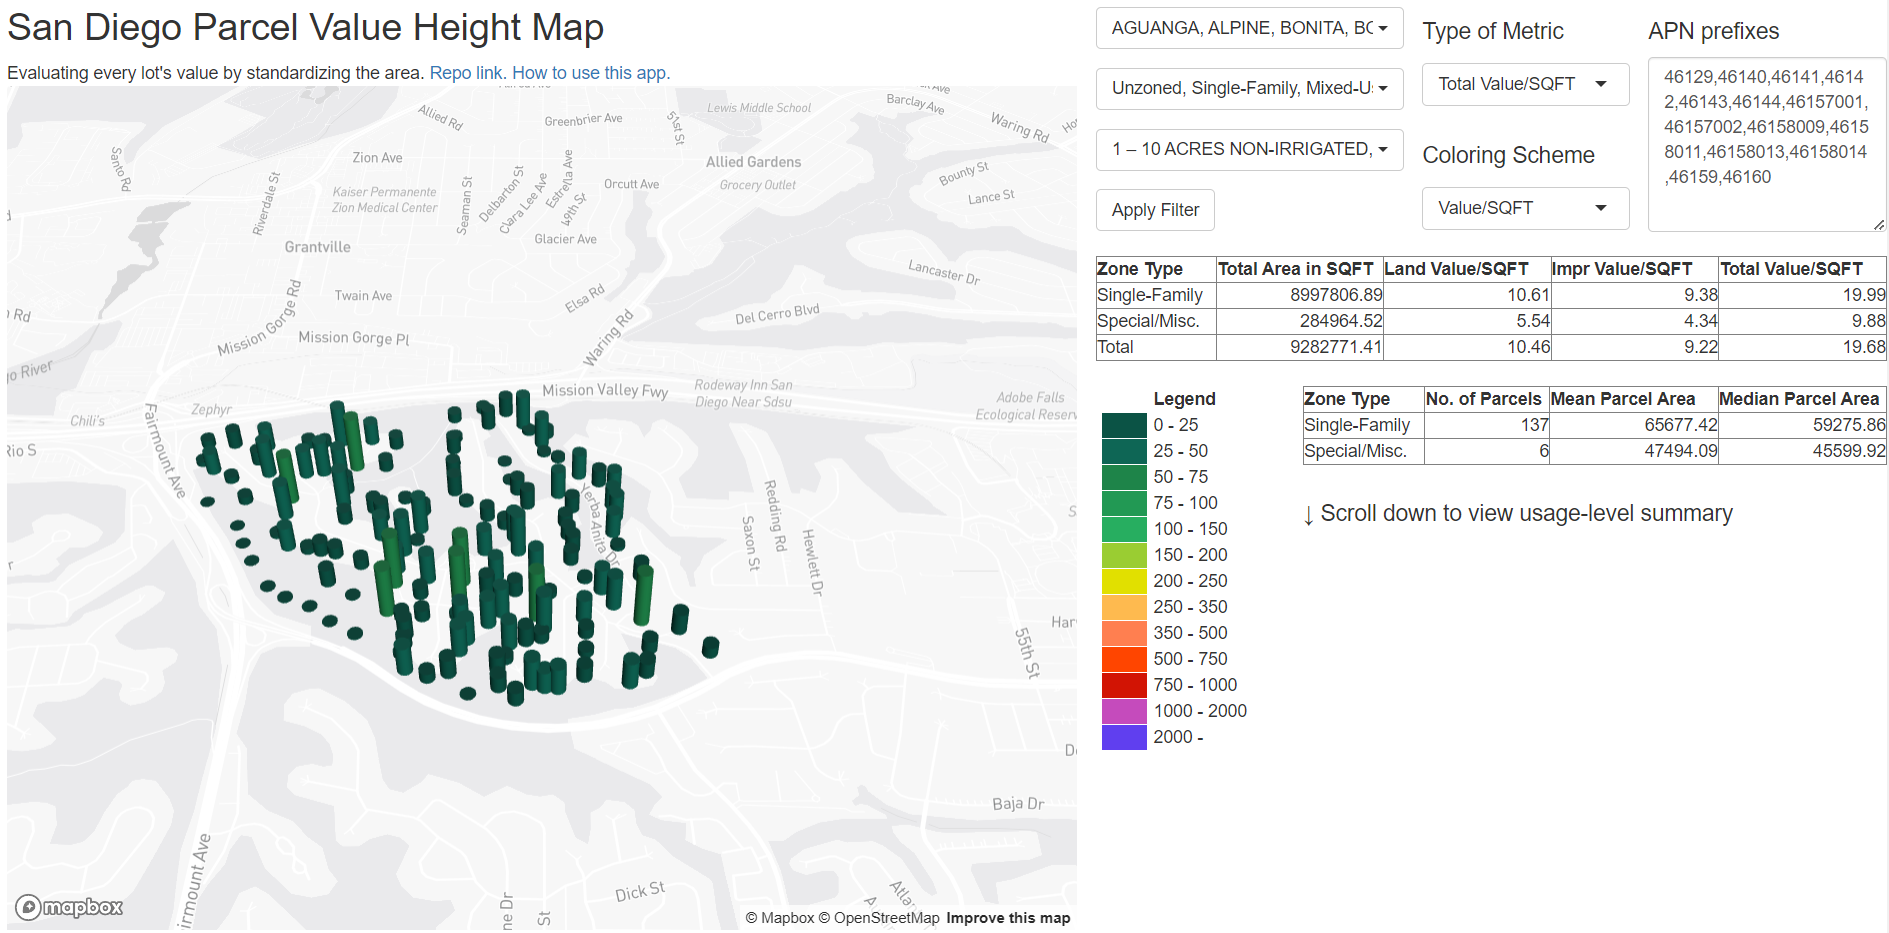 San Diego Parcel Value Height Map
Evaluating every lot's value by standardizing the area. Repo link. How to use this app.
AGUANGA, ALPINE, BONITA, BO
Unzoned, Single-Family, Mixed-U
1 – 10 ACRES NON-IRRIGATED,
Apply Filter
Type of Metric
Total Value/SQFT
Coloring Scheme
Value/SQFT
APN prefixes
46129,46140,46141,4614
2,46143,46144,46157001,
46157002,46158009,4615
8011,46158013,46158014
,46159,46160
Zone Type Total Area in SQFT Land Value/SQFT Impr Value/SQFT Total Value/SQFT
Single-Family 8997806.89 10.61 9.38 19.99
Special/Misc. 284964.52 5.54 4.34 9.88
Total 9282771.41 10.46 9.22 19.68
Legend
0 - 25
25 - 50
50 - 75
75 - 100
100 - 150
150 - 200
200 - 250
250 - 350
350 - 500
500 - 750
750 - 1000
1000 - 2000
2000 -
Zone Type No. of Parcels Mean Parcel Area Median Parcel Area
Single-Family 137 65677.42 59275.86
Special/Misc. 6 47494.09 45599.92
↓ Scroll down to view usage-level summary
Allied Rd
Greenbrier Ave
51st St
Lewis Middle School
Barclay Ave
Waring Rd
Santo Rd
Zion Ave
Riverdale St
Kaiser Permanente
Zion Medical Center
Seaman St
Delbarton St
Clara Lee Ave
Estrella Ave
49th St
Orcutt Ave
Allied Gardens
Grocery Outlet
Bounty St
Lance St
Grantville
Glacier Ave
Lancaster Dr
Mission Gorge Rd
Twain Ave
Elsa Rd
Waring Rd
Del Cerro Blvd
Rd
Mission Gorge Pl
go River
Mission Valley Fwy
Rodeway Inn San
Diego Near Sdsu
Adobe Falls
Ecological Reserv
Chili's
Zephyr
Rio S
Fairmount Ave
Yerba Anita Dr
Redding Rd
Saxon St
Hewlett Dr
55th St
Har
Baja Dr
Fairmount Ave
Dick St
ne Dr
St
Atla
mapbox
© Mapbox © OpenStreetMap Improve this map